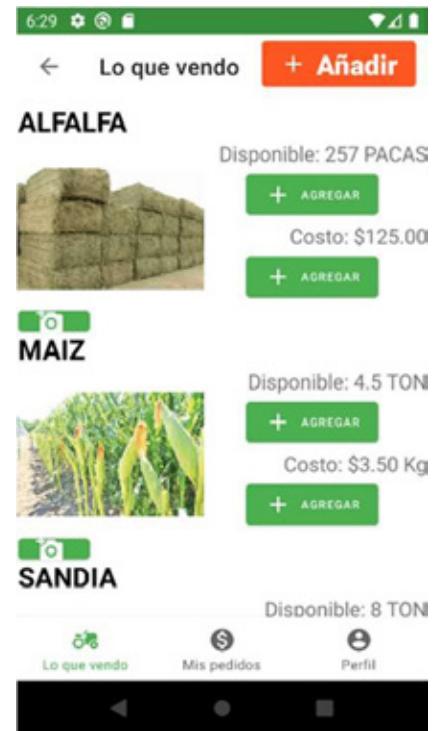 6:29
Lo que vendo
+ Añadir
ALFALFA
Disponible: 257 PACAS
+ AGREGAR
Costo: $125.00
+ AGREGAR
MAIZ
Disponible: 4.5 TON
+ AGREGAR
Costo: $3.50 Kg
+ AGREGAR
SANDIA
Disponible: 8 TON
Lo que vendo
Mis pedidos
Perfil